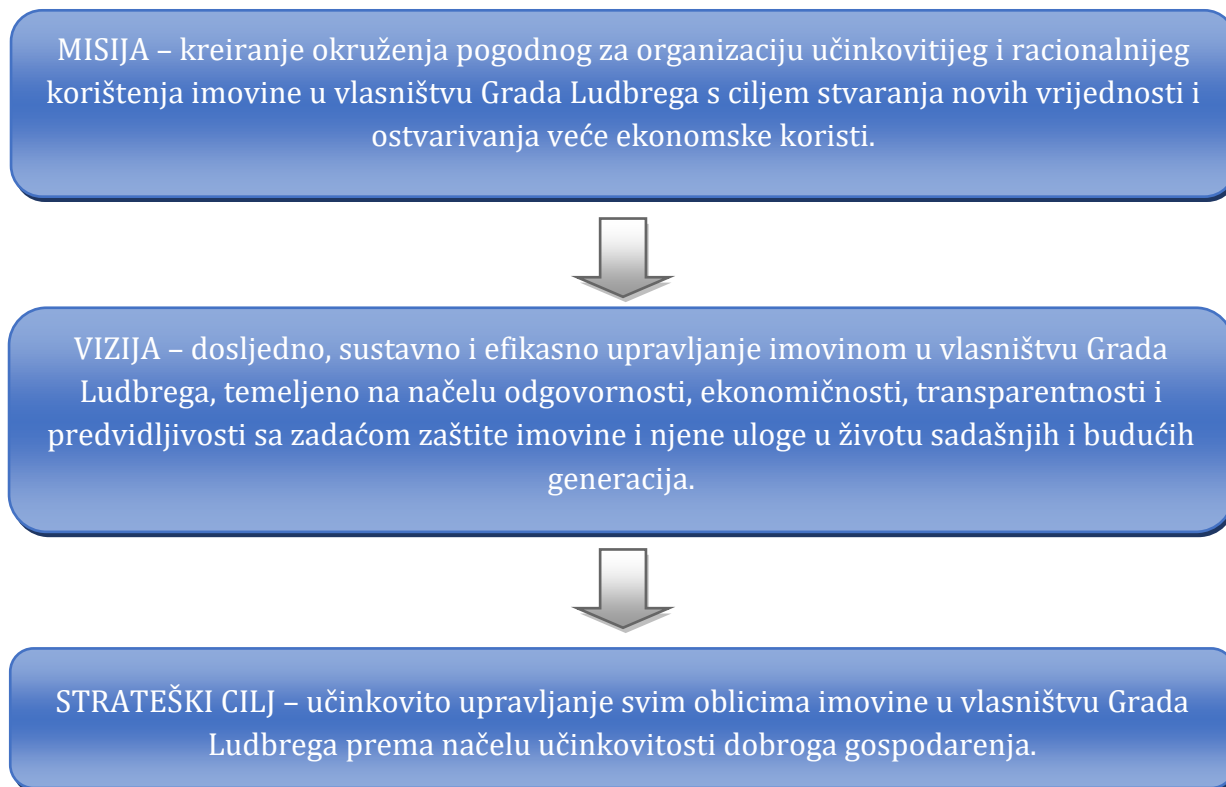 MISIJA – kreiranje okruženja pogodnog za organizaciju učinkovitijeg i racionalnijeg
korištenja imovine u vlasništvu Grada Ludbrega s ciljem stvaranja novih vrijednosti i
ostvarivanja veće ekonomske koristi.
VIZIJA – dosljedno, sustavno i efikasno upravljanje imovinom u vlasništvu Grada
Ludbrega, temeljeno na načelu odgovornosti, ekonomičnosti, transparentnosti i
predvidljivosti sa zadaćom zaštite imovine i njene uloge u životu sadašnjih i budućih
generacija.
STRATEŠKI CILJ – učinkovito upravljanje svim oblicima imovine u vlasništvu Grada
Ludbrega prema načelu učinkovitosti dobroga gospodarenja.